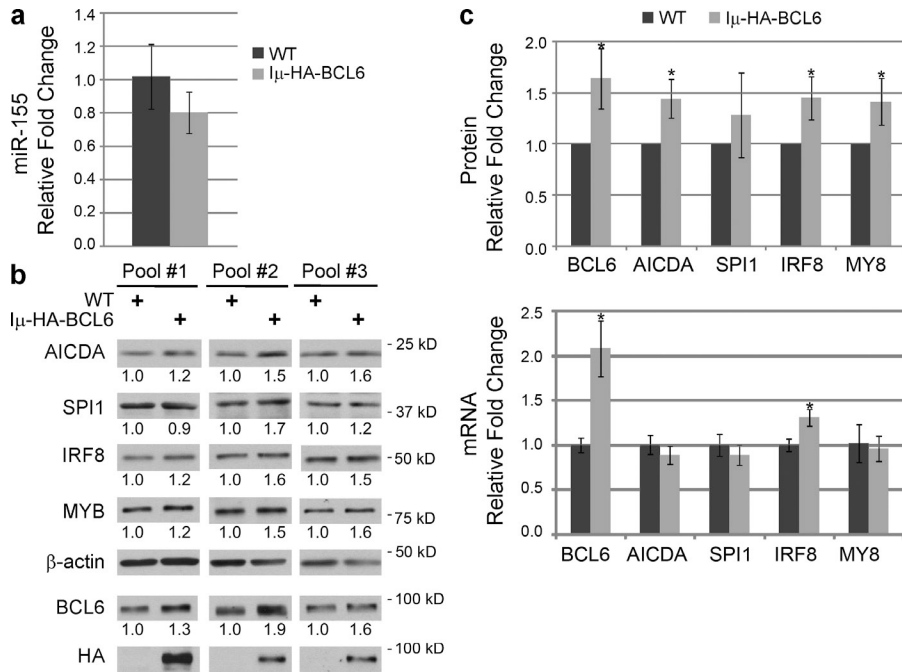 a
miR-155
Relative Fold Change
1.4
1.2
1.0
0.8
0.6
0.4
0.2
0.0
WT
Iμ-HA-BCL6
b
Pool #1 Pool #2 Pool #3
WT + + +
Iμ-HA-BCL6 + + +
AICDA - 25 kD
1.0 1.2 1.0 1.5 1.0 1.6
SPI1 - 37 kD
1.0 0.9 1.0 1.7 1.0 1.2
IRF8 - 50 kD
1.0 1.2 1.0 1.6 1.0 1.5
MYB - 75 kD
1.0 1.2 1.0 1.5 1.0 1.6
β-actin - 50 kD
BCL6 - 100 kD
1.0 1.3 1.0 1.9 1.0 1.6
HA - 100 kD
c
WT Iμ-HA-BCL6
Protein
Relative Fold Change
2.0
1.5
1.0
0.5
0.0
* * * *
BCL6 AICDA SPI1 IRF8 MY8
mRNA
Relative Fold Change
2.5
2.0
1.5
1.0
0.5
0.0
* *
BCL6 AICDA SPI1 IRF8 MY8